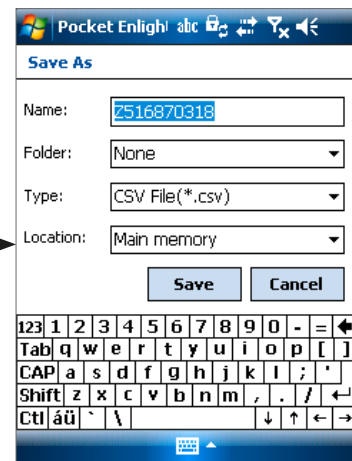 Pocket Enligh abc
Save As
Name: Z516870318
Folder: None
Type: CSV File(*.csv)
Location: Main memory
Save Cancel
123 1 2 3 4 5 6 7 8 9 0 - =
Tab q w e r t y u i o p [ ]
CAP a s d f g h j k l ; '
Shift z x c v b n m , . /
Ctl áü ` \ ↓ ↑ ← →